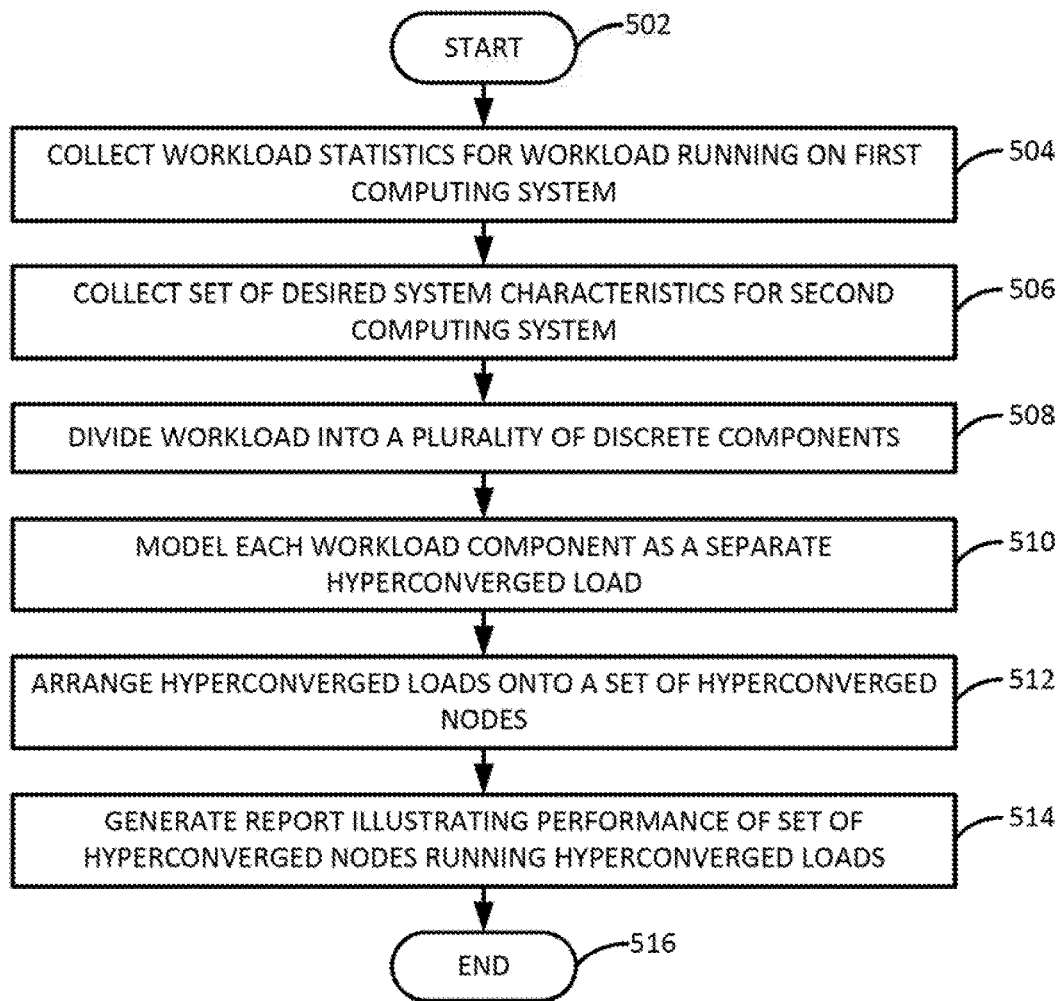 START
502
COLLECT WORKLOAD STATISTICS FOR WORKLOAD RUNNING ON FIRST
COMPUTING SYSTEM
504
COLLECT SET OF DESIRED SYSTEM CHARACTERISTICS FOR SECOND
COMPUTING SYSTEM
506
DIVIDE WORKLOAD INTO A PLURALITY OF DISCRETE COMPONENTS
508
MODEL EACH WORKLOAD COMPONENT AS A SEPARATE
HYPERCONVERGED LOAD
510
ARRANGE HYPERCONVERGED LOADS ONTO A SET OF HYPERCONVERGED
NODES
512
GENERATE REPORT ILLUSTRATING PERFORMANCE OF SET OF
HYPERCONVERGED NODES RUNNING HYPERCONVERGED LOADS
514
END
516